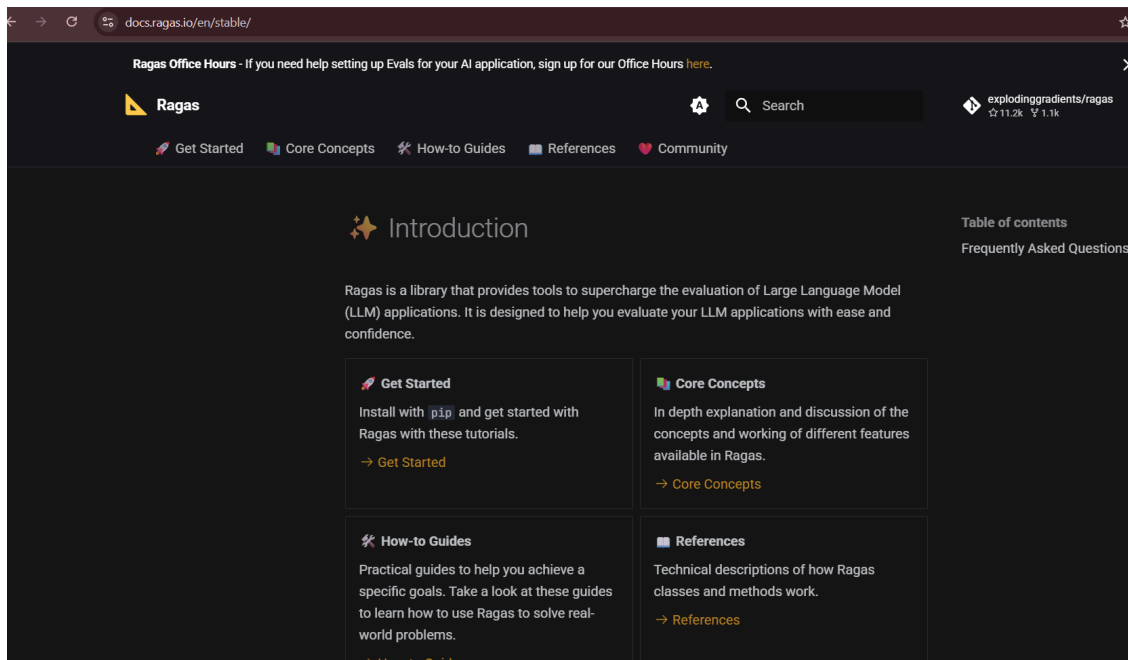 docs.ragas.io/en/stable/
Ragas Office Hours - If you need help setting up Evals for your AI application, sign up for our Office Hours here.
Ragas
Search
explodinggradients/ragas
11.2k 1.1k
Get Started Core Concepts How-to Guides References Community
Introduction
Table of contents
Frequently Asked Questions
Ragas is a library that provides tools to supercharge the evaluation of Large Language Model
(LLM) applications. It is designed to help you evaluate your LLM applications with ease and
confidence.
Get Started
Install with pip and get started with
Ragas with these tutorials.
→ Get Started
Core Concepts
In depth explanation and discussion of the
concepts and working of different features
available in Ragas.
→ Core Concepts
How-to Guides
Practical guides to help you achieve a
specific goals. Take a look at these guides
to learn how to use Ragas to solve real-
world problems.
References
Technical descriptions of how Ragas
classes and methods work.
→ References